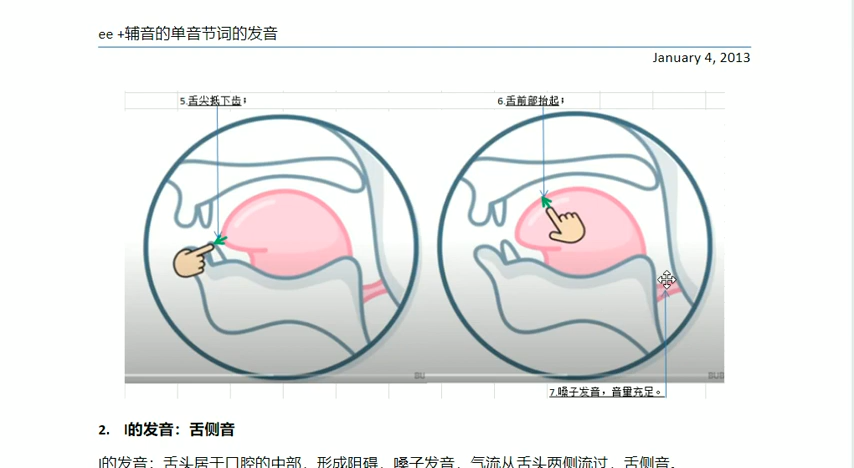 ee +辅音的单音节词的发音
January 4, 2013
5.舌尖抵下齿；
6.舌前部抬起；
7.嗓子发音，音量充足。
2. l的发音：舌侧音
l的发音：舌头居于口腔的中部，形成阻碍，嗓子发音，气流从舌头两侧流过，舌侧音。